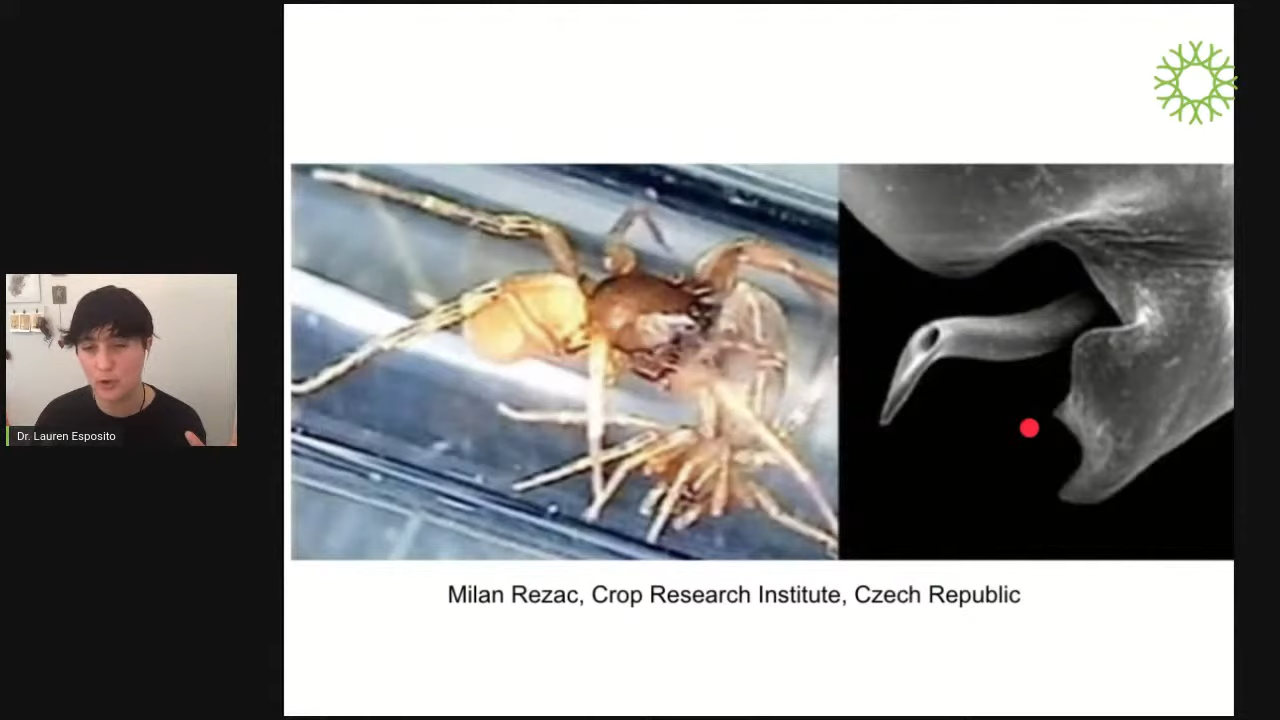 Dr. Lauren Esposito
Milan Rezac, Crop Research Institute, Czech Republic